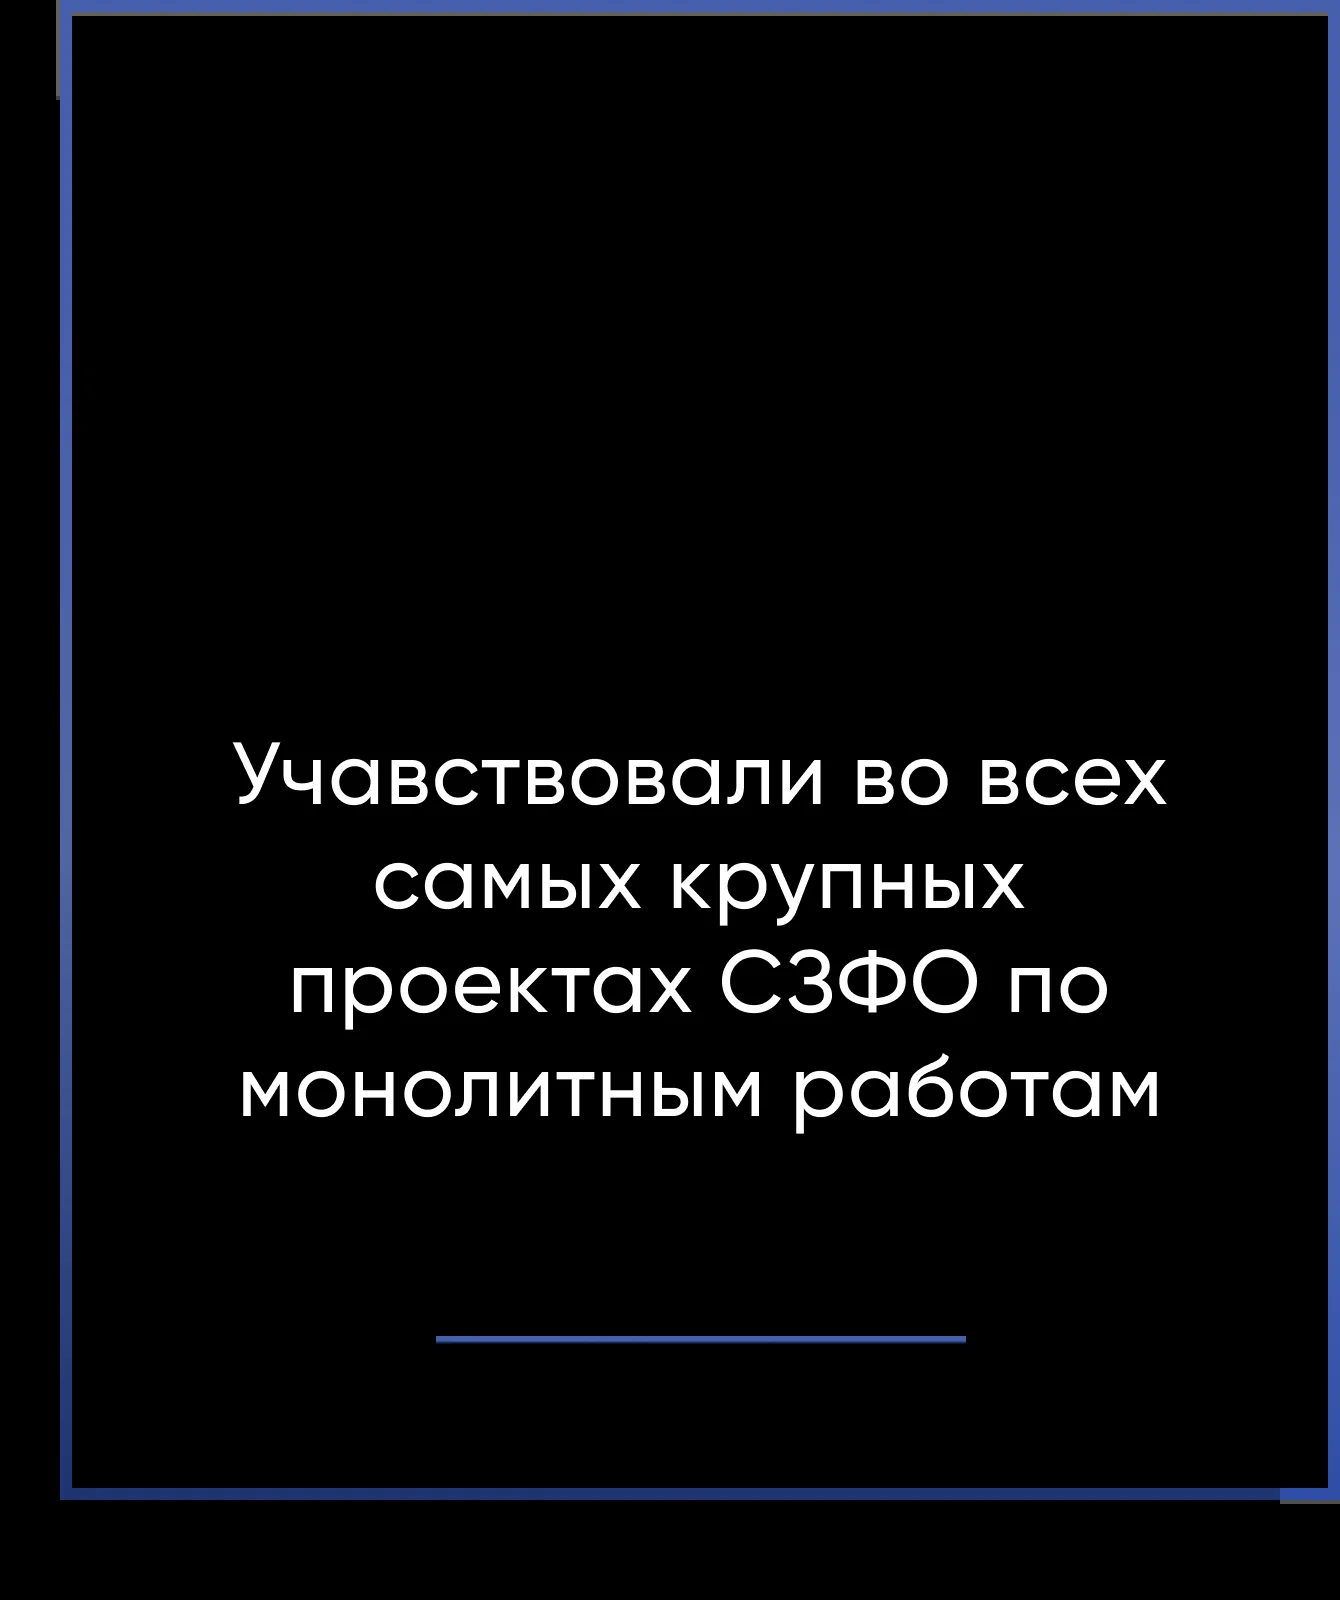 Учавствовали во всех
самых крупных
проектах СЗФО по
монолитным работам